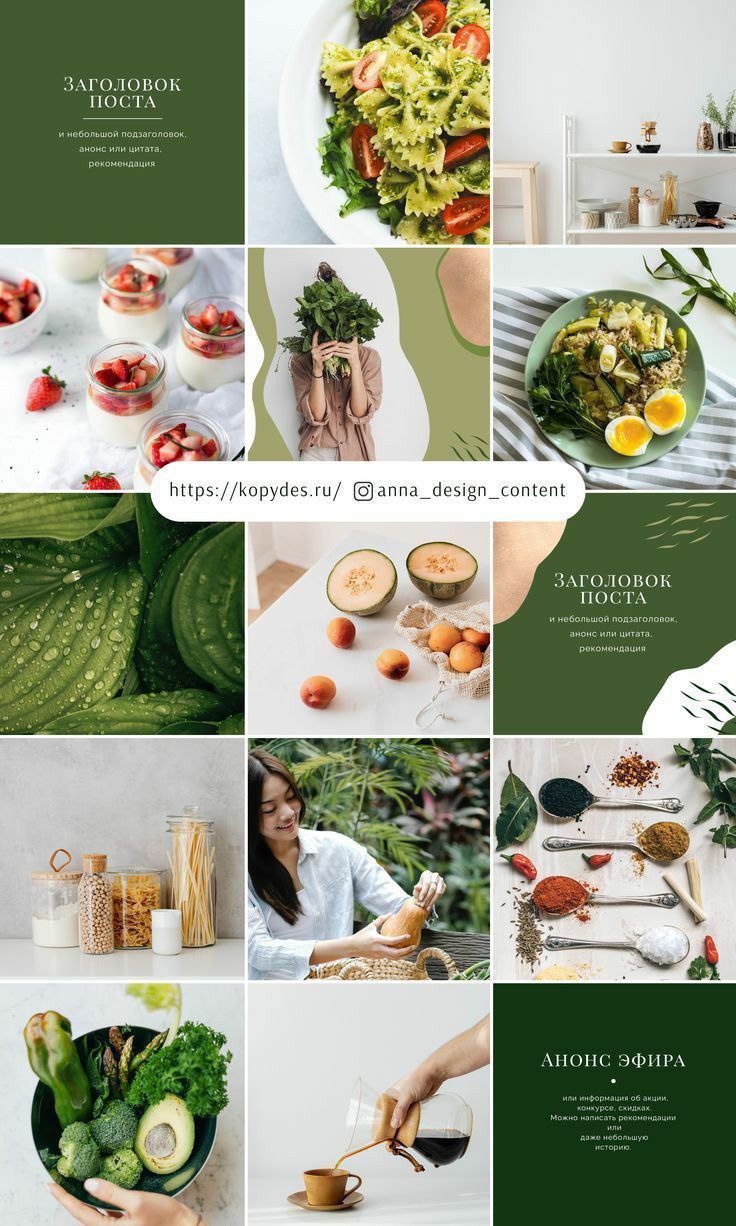 Заголовок
поста
и небольшой подзаголовок,
анонс или цитата,
рекомендация
https://kopydes.ru/ anna_design_content
Заголовок
поста
и небольшой подзаголовок,
анонс или цитата,
рекомендация
Анонс эфира
или информация об акции,
конкурсе, скидках.
Можно написать рекомендации
или
даже небольшую
историю.